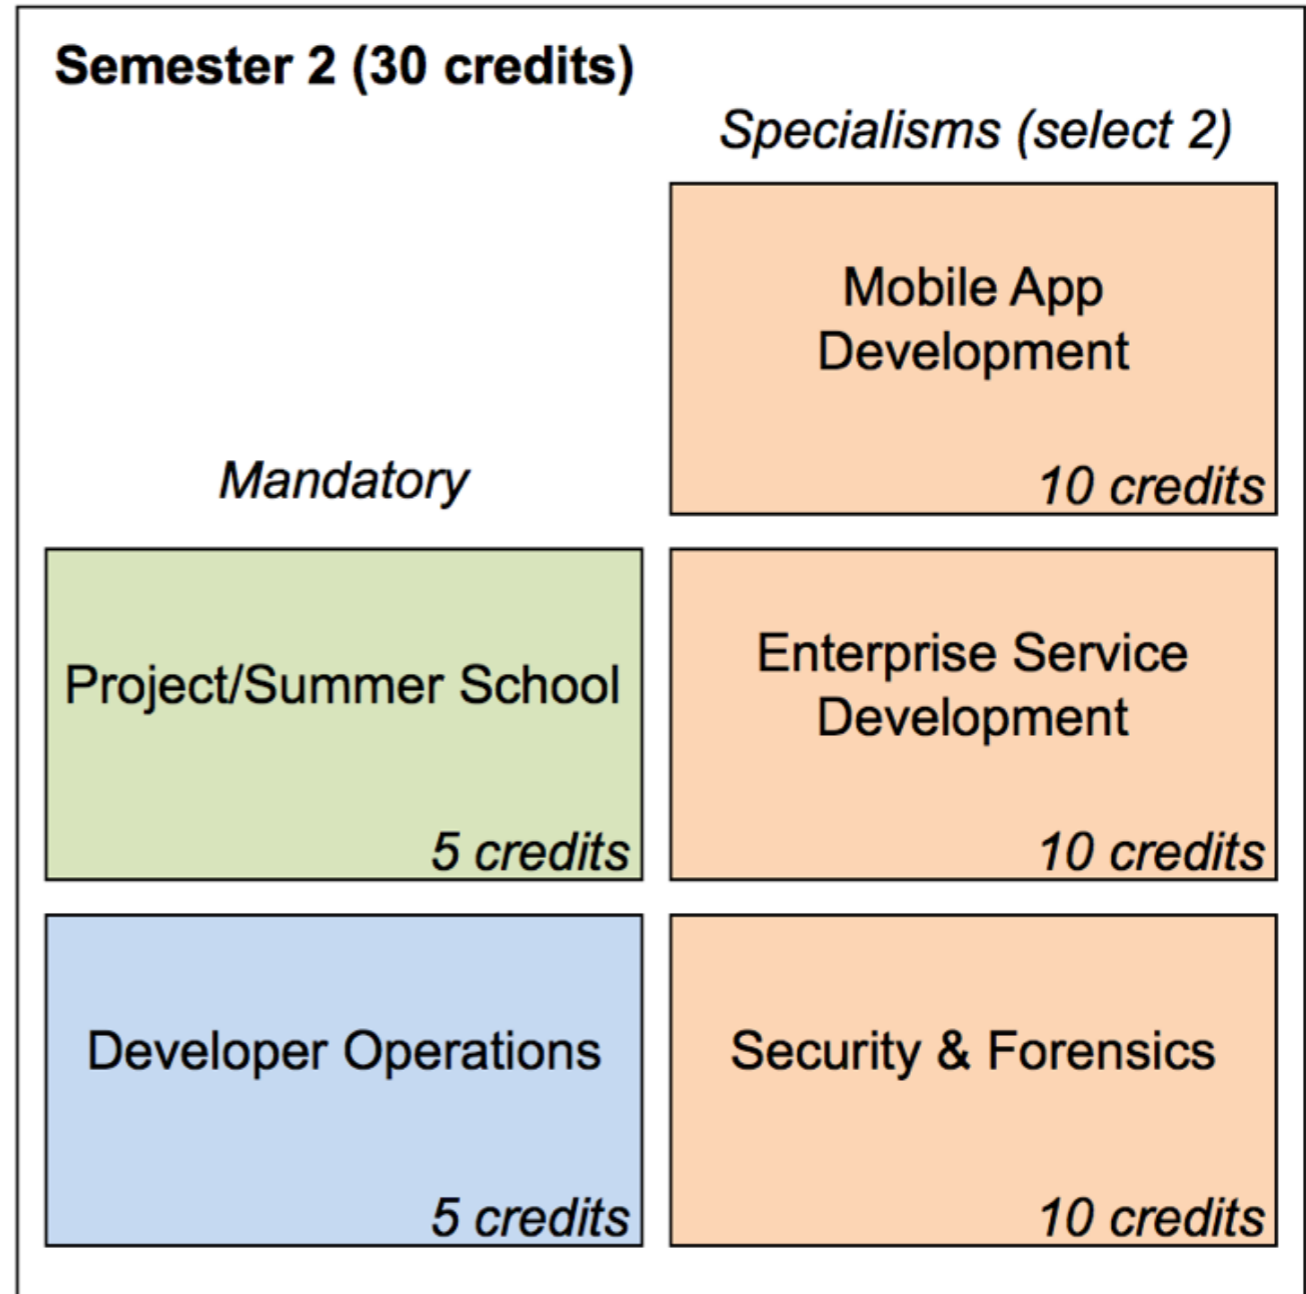 Semester 2 (30 credits)
Specialisms (select 2)
Mobile App
Development
10 credits
Mandatory
Project/Summer School
5 credits
Enterprise Service
Development
10 credits
Developer Operations
5 credits
Security & Forensics
10 credits